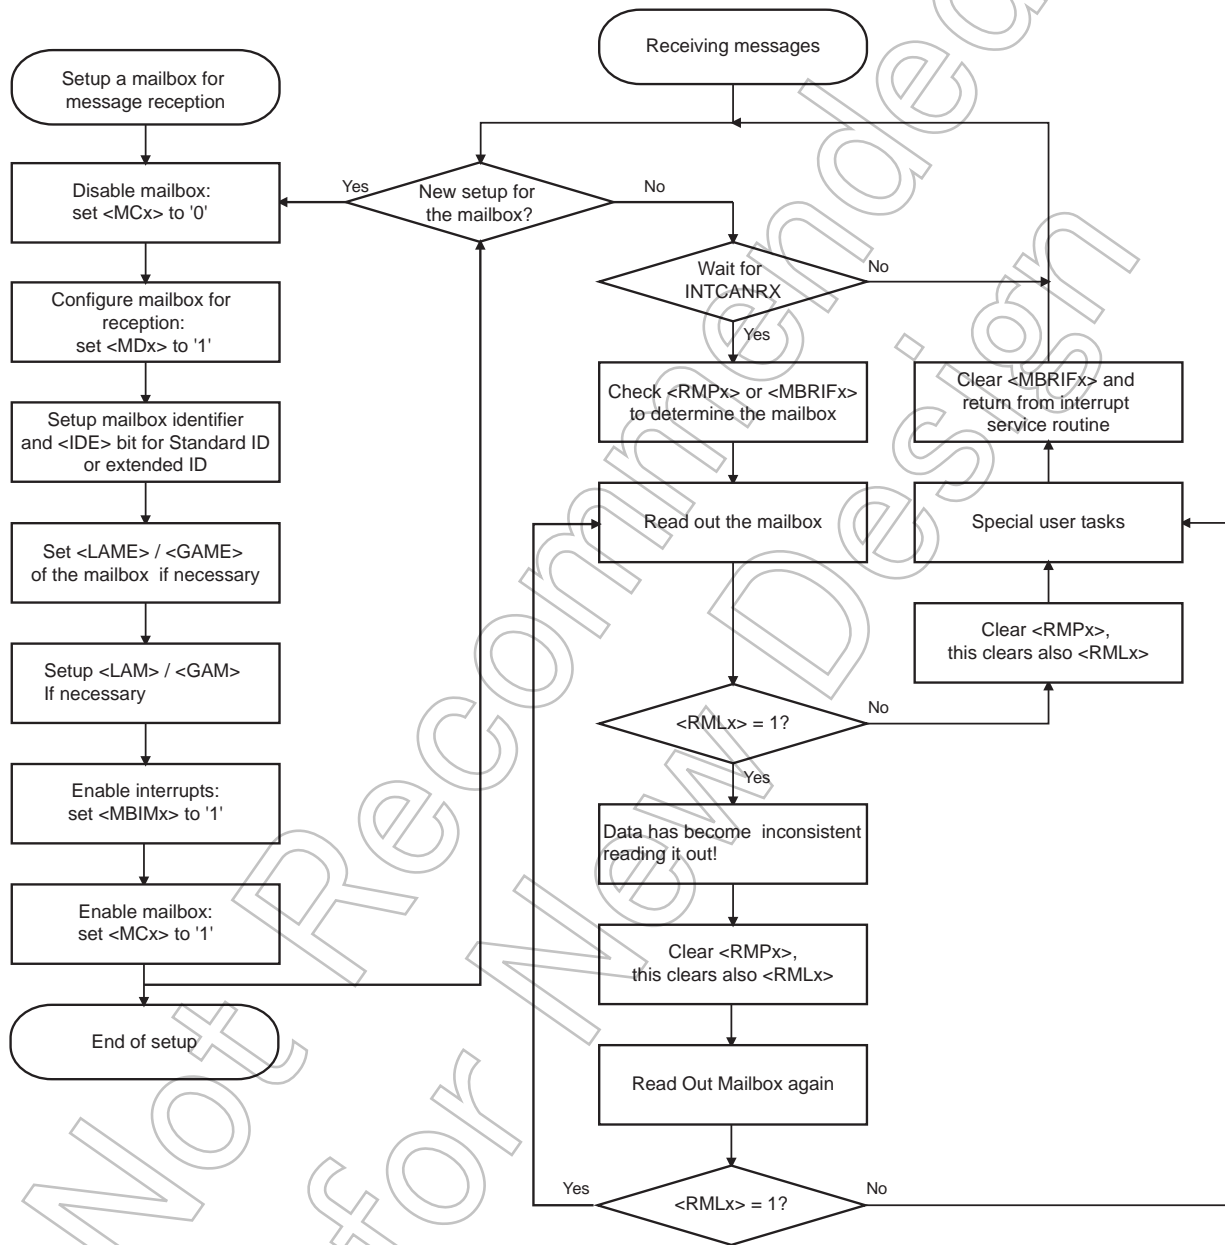 Setup a mailbox for
message reception
Disable mailbox:
set <MCx> to '0'
Configure mailbox for
reception:
set <MDx> to '1'
Setup mailbox identifier
and <IDE> bit for Standard ID
or extended ID
Set <LAME> / <GAME>
of the mailbox if necessary
Setup <LAM> / <GAM>
If necessary
Enable interrupts:
set <MBIMx> to '1'
Enable mailbox:
set <MCx> to '1'
End of setup
Receiving messages
Yes
New setup for
the mailbox?
No
Wait for
INTCANRX
No
Yes
Check <RMPx> or <MBRIFx>
to determine the mailbox
Read out the mailbox
<RMLx> = 1?
No
Yes
Clear <RMPx>,
this clears also <RMLx>
Special user tasks
Clear <MBRIFx> and
return from interrupt
service routine
Data has become inconsistent
reading it out!
Clear <RMPx>,
this clears also <RMLx>
Read Out Mailbox again
Yes
<RMLx> = 1?
No
Not Recommended
for New Design